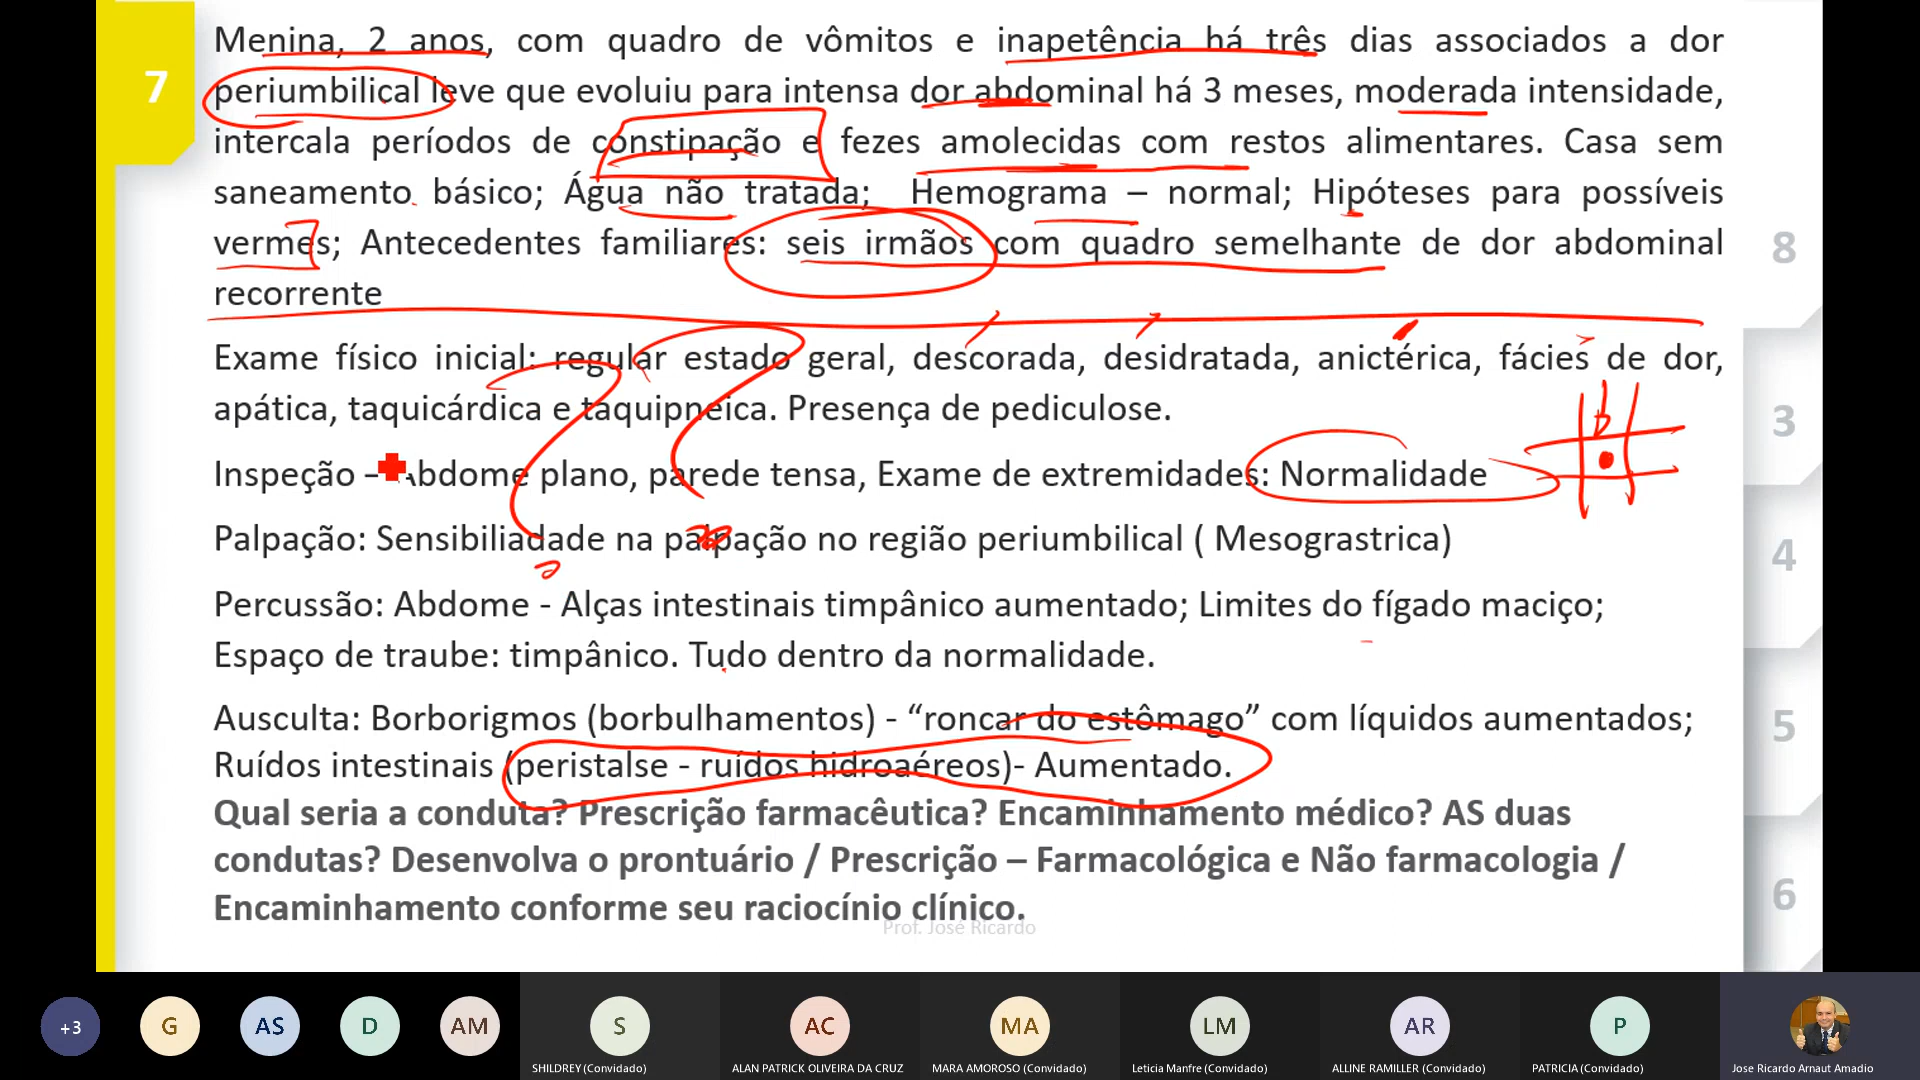 7
Menina, 2 anos, com quadro de vômitos e inapetência há três dias associados a dor
periumbilical leve que evoluiu para intensa dor abdominal há 3 meses, moderada intensidade,
intercala períodos de constipação e fezes amolecidas com restos alimentares. Casa sem
saneamento básico; Água não tratada; Hemograma – normal; Hipóteses para possíveis
vermes; Antecedentes familiares: seis irmãos com quadro semelhante de dor abdominal
recorrente
8
Exame físico inicial: regular estado geral, descorada, desidratada, anictérica, fácies de dor,
apática, taquicárdica e taquipneica. Presença de pediculose.
3
Inspeção – Abdome plano, parede tensa, Exame de extremidades: Normalidade
Palpação: Sensibiliadade na palpação no região periumbilical ( Mesograstrica)
4
Percussão: Abdome - Alças intestinais timpânico aumentado; Limites do fígado maciço;
Espaço de traube: timpânico. Tudo dentro da normalidade.
Ausculta: Borborigmos (borbulhamentos) - “roncar do estômago” com líquidos aumentados;
5
Ruídos intestinais (peristalse - ruídos hidroaéreos)- Aumentado.
Qual seria a conduta? Prescrição farmacêutica? Encaminhamento médico? AS duas
condutas? Desenvolva o prontuário / Prescrição – Farmacológica e Não farmacologia /
6
Encaminhamento conforme seu raciocínio clínico.
Prof. José Ricardo
+3 G AS D AM S AC MA LM AR P
SHILDREY (Convidado) ALAN PATRICK OLIVEIRA DA CRUZ MARA AMOROSO (Convidado) Leticia Manfre (Convidado) ALLINE RAMILLER (Convidado) PATRICIA (Convidado) Jose Ricardo Arnaut Amadio